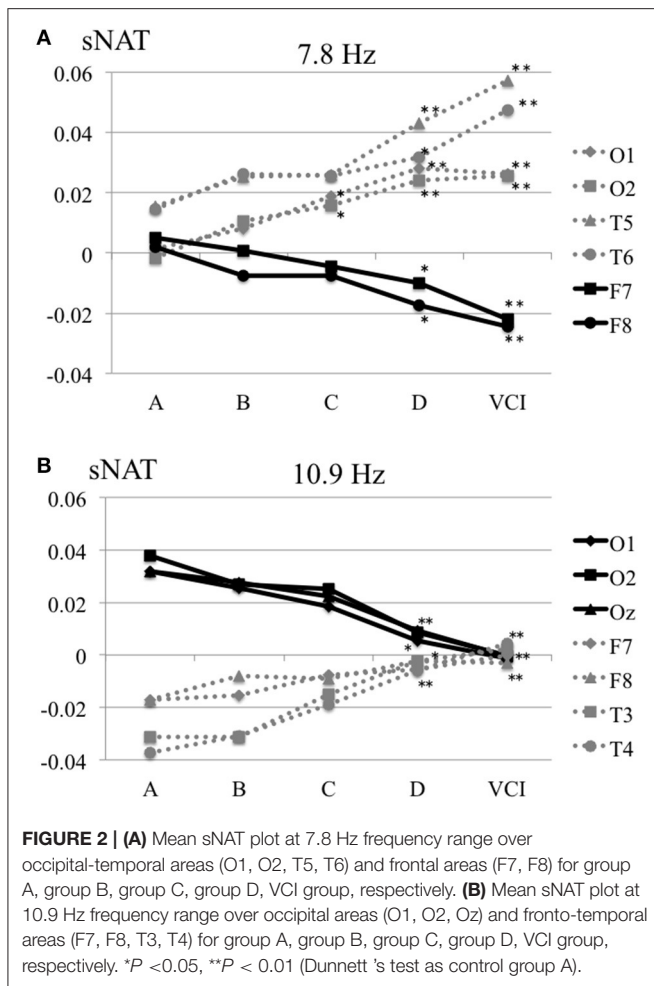 A
sNAT
7.8 Hz
0.06
0.04
0.02
0
-0.02
-0.04
**
**
**
*
**
**
**
**
*
*
*
*
**
**
A B C D VCI
O1
O2
T5
T6
F7
F8
B
sNAT
10.9 Hz
0.06
0.04
0.02
0
-0.02
-0.04
**
*
*
**
**
**
**
A B C D VCI
O1
O2
Oz
F7
F8
T3
T4
FIGURE 2 | (A) Mean sNAT plot at 7.8 Hz frequency range over
occipital-temporal areas (O1, O2, T5, T6) and frontal areas (F7, F8) for group
A, group B, group C, group D, VCI group, respectively. (B) Mean sNAT plot at
10.9 Hz frequency range over occipital areas (O1, O2, Oz) and fronto-temporal
areas (F7, F8, T3, T4) for group A, group B, group C, group D, VCI group,
respectively. *P <0.05, **P < 0.01 (Dunnett 's test as control group A).